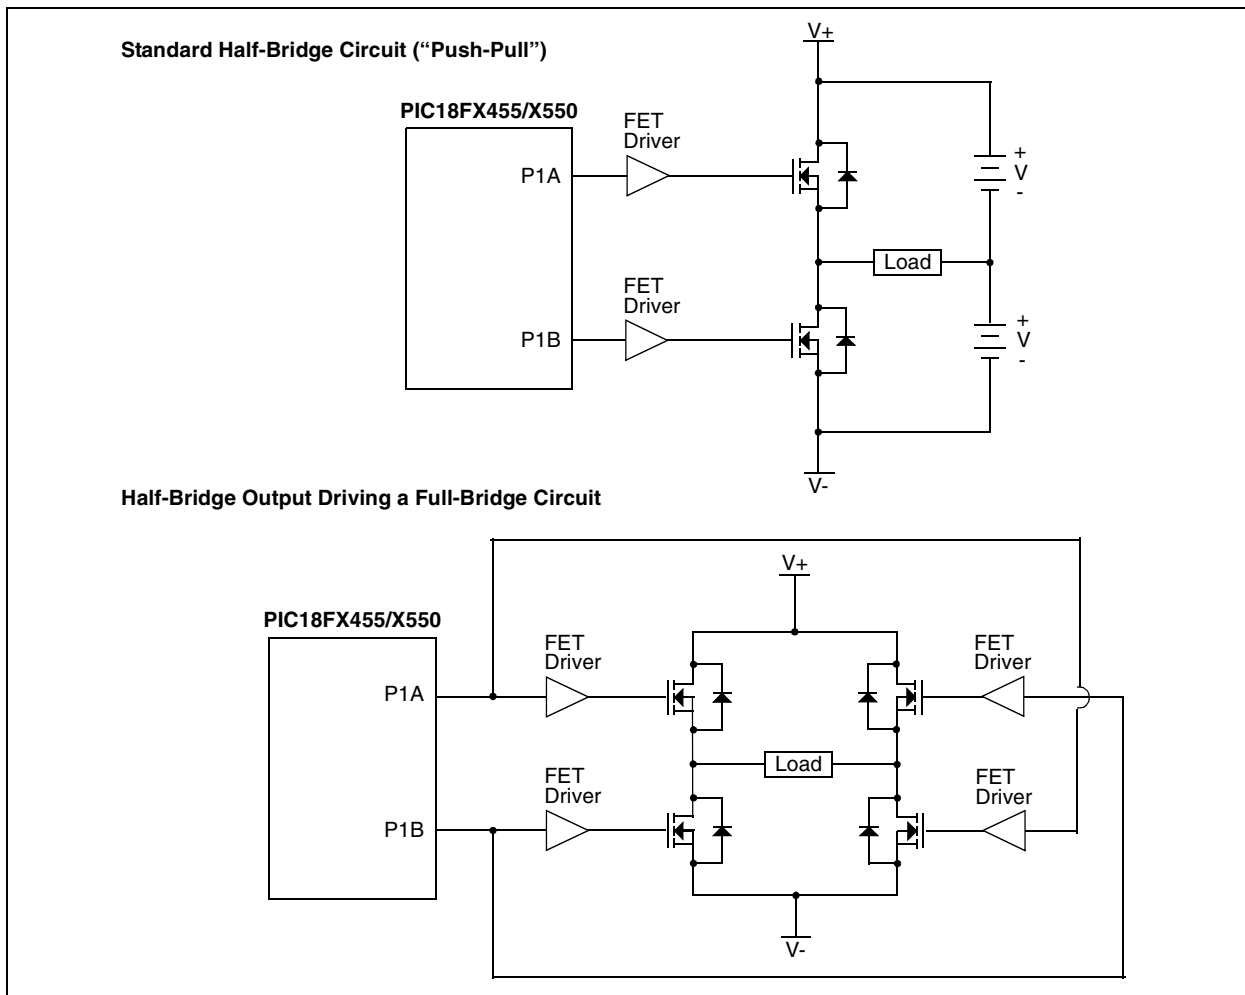 Standard Half-Bridge Circuit (“Push-Pull”)
V+
PIC18FX455/X550
FET
Driver
P1A
+
V
-
Load
FET
Driver
P1B
+
V
-
V-
Half-Bridge Output Driving a Full-Bridge Circuit
V+
PIC18FX455/X550
FET
Driver
FET
Driver
P1A
Load
FET
Driver
FET
Driver
P1B
V-